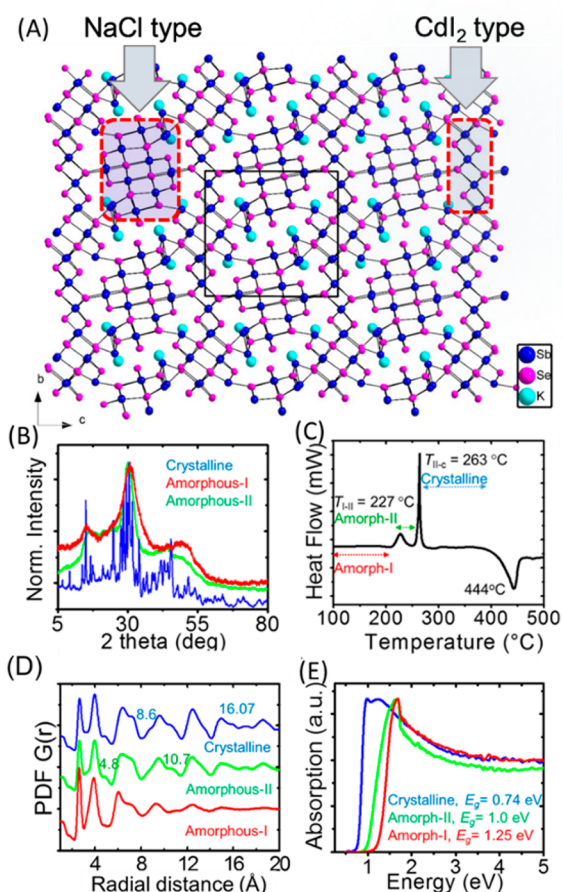 (A)
NaCl type
CdI2 type
Sb
Se
K
b
c
(B)
Crystalline
Amorphous-I
Amorphous-II
Norm. Intensity
5 30 55 80
2 theta (deg)
(C)
TII-c = 263 °C
Crystalline
TI-II = 227 °C
Amorph-II
Amorph-I
444°C
Heat Flow (mW)
100 200 300 400 500
Temperature (°C)
(D)
8.6
16.07
Crystalline
4.8
10.7
Amorphous-II
Amorphous-I
PDF G(r)
4 8 12 16 20
Radial distance (Å)
(E)
Absorption (a.u.)
Crystalline, Eg= 0.74 eV
Amorph-II, Eg= 1.0 eV
Amorph-I, Eg= 1.25 eV
0 1 2 3 4 5
Energy (eV)